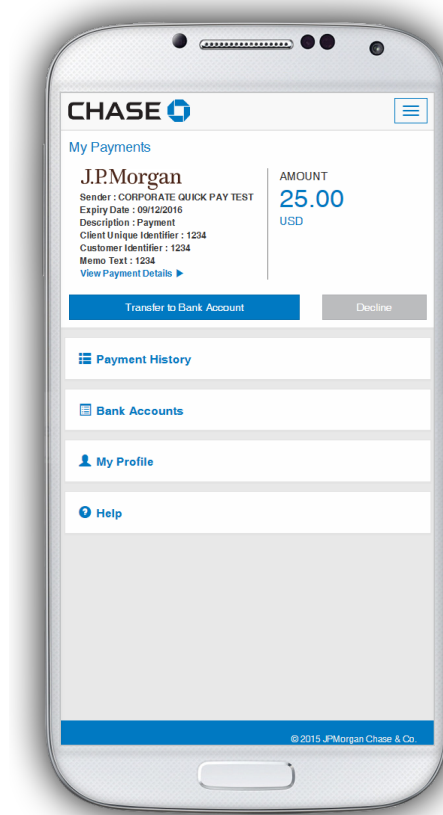 CHASE
My Payments
J.P.Morgan
Sender : CORPORATE QUICK PAY TEST
Expiry Date : 09/12/2016
Description : Payment
Client Unique Identifier : 1234
Customer Identifier : 1234
Memo Text : 1234
View Payment Details ▶
AMOUNT
25.00
USD
Transfer to Bank Account
Decline
Payment History
Bank Accounts
My Profile
Help
© 2015 JPMorgan Chase & Co.